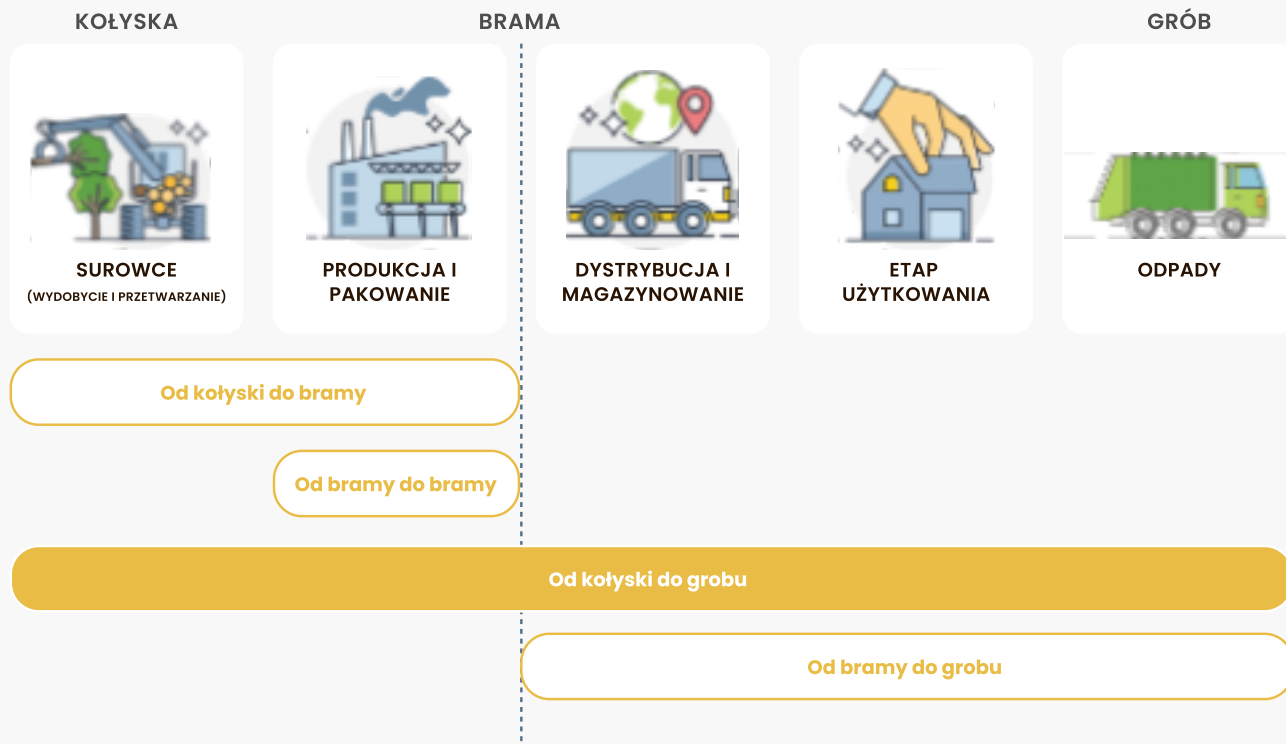 KOŁYSKA
BRAMA
GRÓB
SUROWCE
(WYDOBYCIE I PRZETWARZANIE)
PRODUKCJA I
PAKOWANIE
DYSTRYBUCJA I
MAGAZYNOWANIE
ETAP
UŻYTKOWANIA
ODPADY
Od kołyski do bramy
Od bramy do bramy
Od kołyski do grobu
Od bramy do grobu